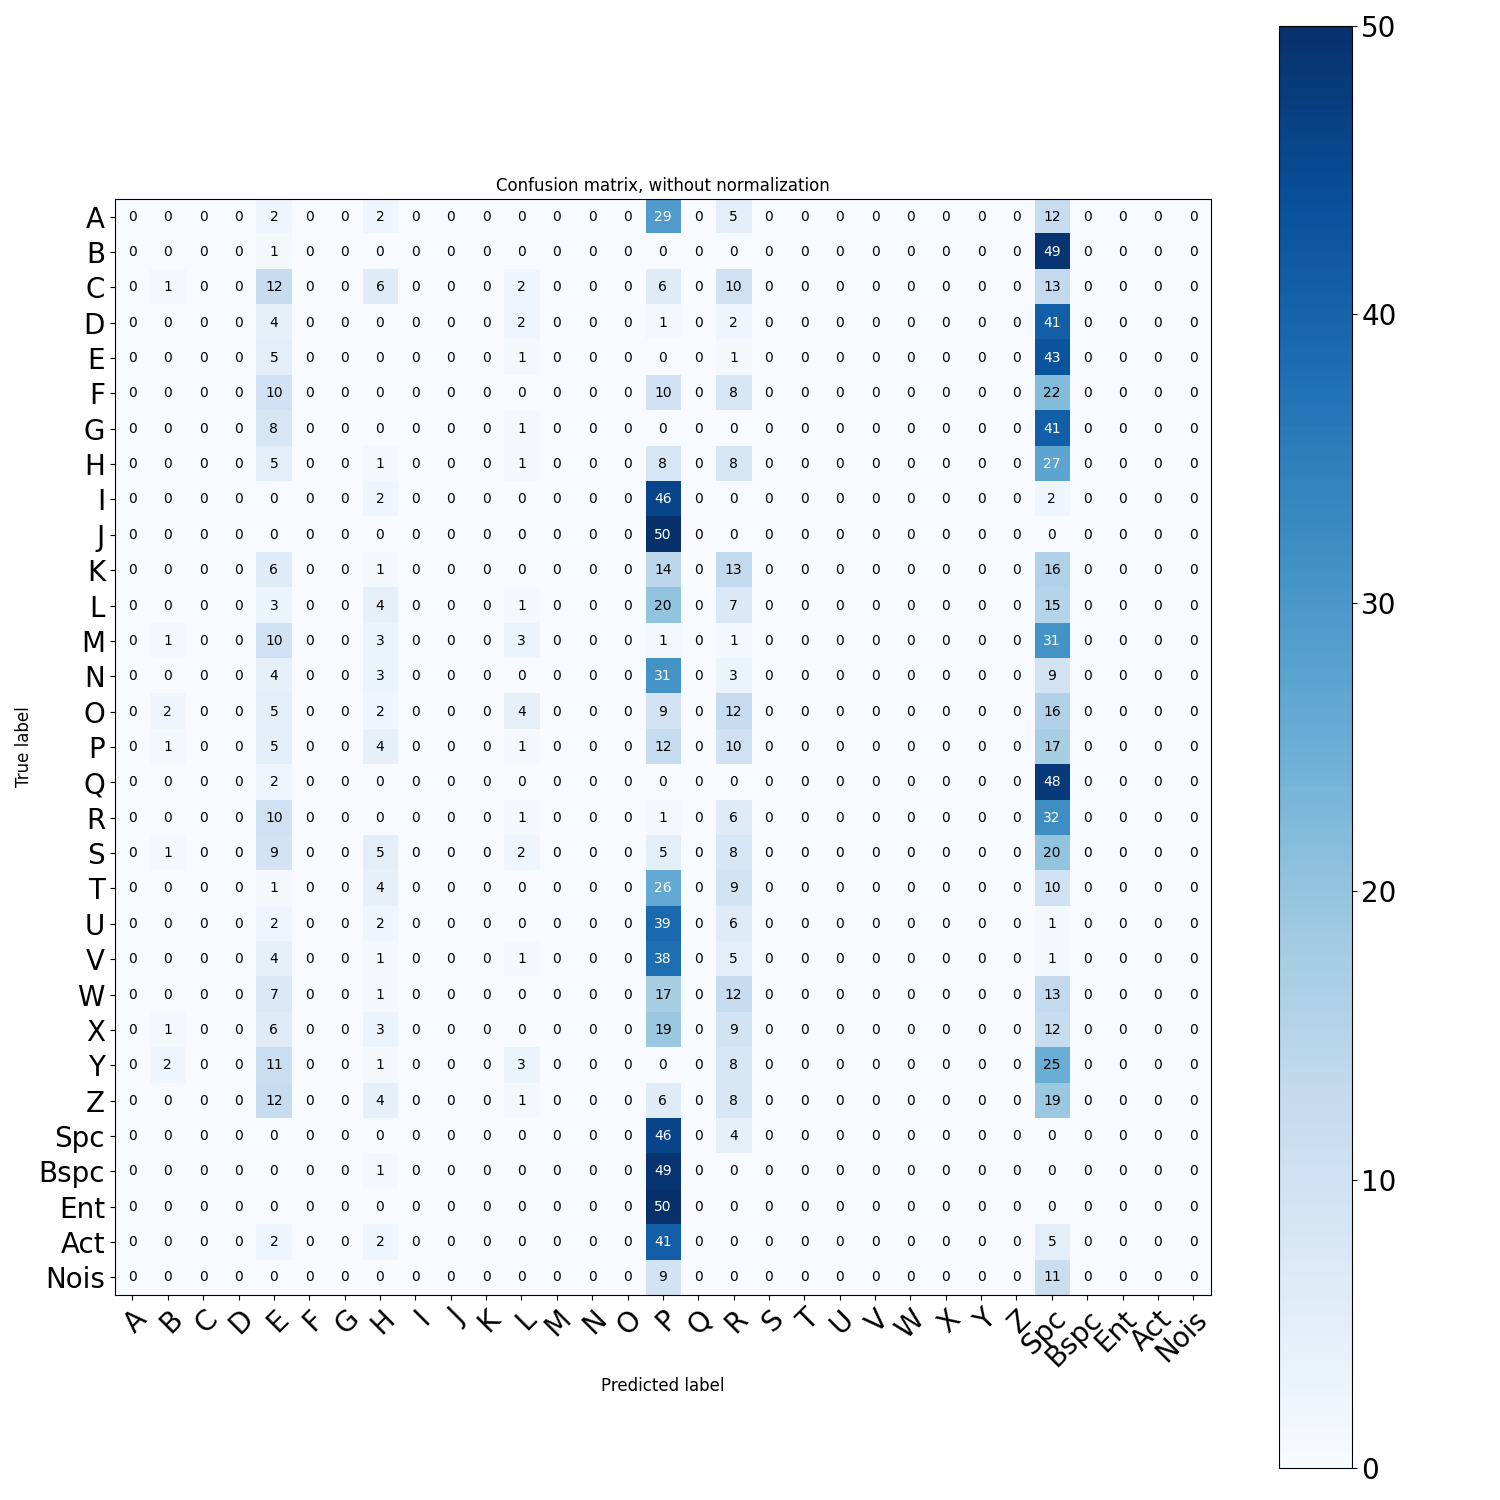 Confusion matrix, without normalization
A 0 0 0 0 2 0 0 2 0 0 0 0 0 0 0 29 0 5 0 0 0 0 0 0 0 0 12 0 0 0 0
B 0 0 0 0 1 0 0 0 0 0 0 0 0 0 0 0 0 0 0 0 0 0 0 0 0 0 49 0 0 0 0
C 0 1 0 0 12 0 0 6 0 0 0 2 0 0 0 6 0 10 0 0 0 0 0 0 0 0 13 0 0 0 0
D 0 0 0 0 4 0 0 0 0 0 0 2 0 0 0 1 0 2 0 0 0 0 0 0 0 0 41 0 0 0 0
E 0 0 0 0 5 0 0 0 0 0 0 1 0 0 0 0 0 1 0 0 0 0 0 0 0 0 43 0 0 0 0
F 0 0 0 0 10 0 0 0 0 0 0 0 0 0 0 10 0 8 0 0 0 0 0 0 0 0 22 0 0 0 0
G 0 0 0 0 8 0 0 0 0 0 0 1 0 0 0 0 0 0 0 0 0 0 0 0 0 0 41 0 0 0 0
H 0 0 0 0 5 0 0 1 0 0 0 1 0 0 0 8 0 8 0 0 0 0 0 0 0 0 27 0 0 0 0
I 0 0 0 0 0 0 0 2 0 0 0 0 0 0 0 46 0 0 0 0 0 0 0 0 0 0 2 0 0 0 0
J 0 0 0 0 0 0 0 0 0 0 0 0 0 0 0 50 0 0 0 0 0 0 0 0 0 0 0 0 0 0 0
K 0 0 0 0 6 0 0 1 0 0 0 0 0 0 0 14 0 13 0 0 0 0 0 0 0 0 16 0 0 0 0
L 0 0 0 0 3 0 0 4 0 0 0 1 0 0 0 20 0 7 0 0 0 0 0 0 0 0 15 0 0 0 0
M 0 1 0 0 10 0 0 3 0 0 0 3 0 0 0 1 0 1 0 0 0 0 0 0 0 0 31 0 0 0 0
N 0 0 0 0 4 0 0 3 0 0 0 0 0 0 0 31 0 3 0 0 0 0 0 0 0 0 9 0 0 0 0
O 0 2 0 0 5 0 0 2 0 0 0 4 0 0 0 9 0 12 0 0 0 0 0 0 0 0 16 0 0 0 0
P 0 1 0 0 5 0 0 4 0 0 0 1 0 0 0 12 0 10 0 0 0 0 0 0 0 0 17 0 0 0 0
Q 0 0 0 0 2 0 0 0 0 0 0 0 0 0 0 0 0 0 0 0 0 0 0 0 0 0 48 0 0 0 0
R 0 0 0 0 10 0 0 0 0 0 0 1 0 0 0 1 0 6 0 0 0 0 0 0 0 0 32 0 0 0 0
S 0 1 0 0 9 0 0 5 0 0 0 2 0 0 0 5 0 8 0 0 0 0 0 0 0 0 20 0 0 0 0
T 0 0 0 0 1 0 0 4 0 0 0 0 0 0 0 26 0 9 0 0 0 0 0 0 0 0 10 0 0 0 0
U 0 0 0 0 2 0 0 2 0 0 0 0 0 0 0 39 0 6 0 0 0 0 0 0 0 0 1 0 0 0 0
V 0 0 0 0 4 0 0 1 0 0 0 1 0 0 0 38 0 5 0 0 0 0 0 0 0 0 1 0 0 0 0
W 0 0 0 0 7 0 0 1 0 0 0 0 0 0 0 17 0 12 0 0 0 0 0 0 0 0 13 0 0 0 0
X 0 1 0 0 6 0 0 3 0 0 0 0 0 0 0 19 0 9 0 0 0 0 0 0 0 0 12 0 0 0 0
Y 0 2 0 0 11 0 0 1 0 0 0 3 0 0 0 0 0 8 0 0 0 0 0 0 0 0 25 0 0 0 0
Z 0 0 0 0 12 0 0 4 0 0 0 1 0 0 0 6 0 8 0 0 0 0 0 0 0 0 19 0 0 0 0
Spc 0 0 0 0 0 0 0 0 0 0 0 0 0 0 0 46 0 4 0 0 0 0 0 0 0 0 0 0 0 0 0
Bspc 0 0 0 0 0 0 0 1 0 0 0 0 0 0 0 49 0 0 0 0 0 0 0 0 0 0 0 0 0 0 0
Ent 0 0 0 0 0 0 0 0 0 0 0 0 0 0 0 50 0 0 0 0 0 0 0 0 0 0 0 0 0 0 0
Act 0 0 0 0 2 0 0 2 0 0 0 0 0 0 0 41 0 0 0 0 0 0 0 0 0 0 5 0 0 0 0
Nois 0 0 0 0 0 0 0 0 0 0 0 0 0 0 0 9 0 0 0 0 0 0 0 0 0 0 11 0 0 0 0
A B C D E F G H I J K L M N O P Q R S T U V W X Y Z Spc Bspc Ent Act Nois
Predicted label
True label
50
40
30
20
10
0